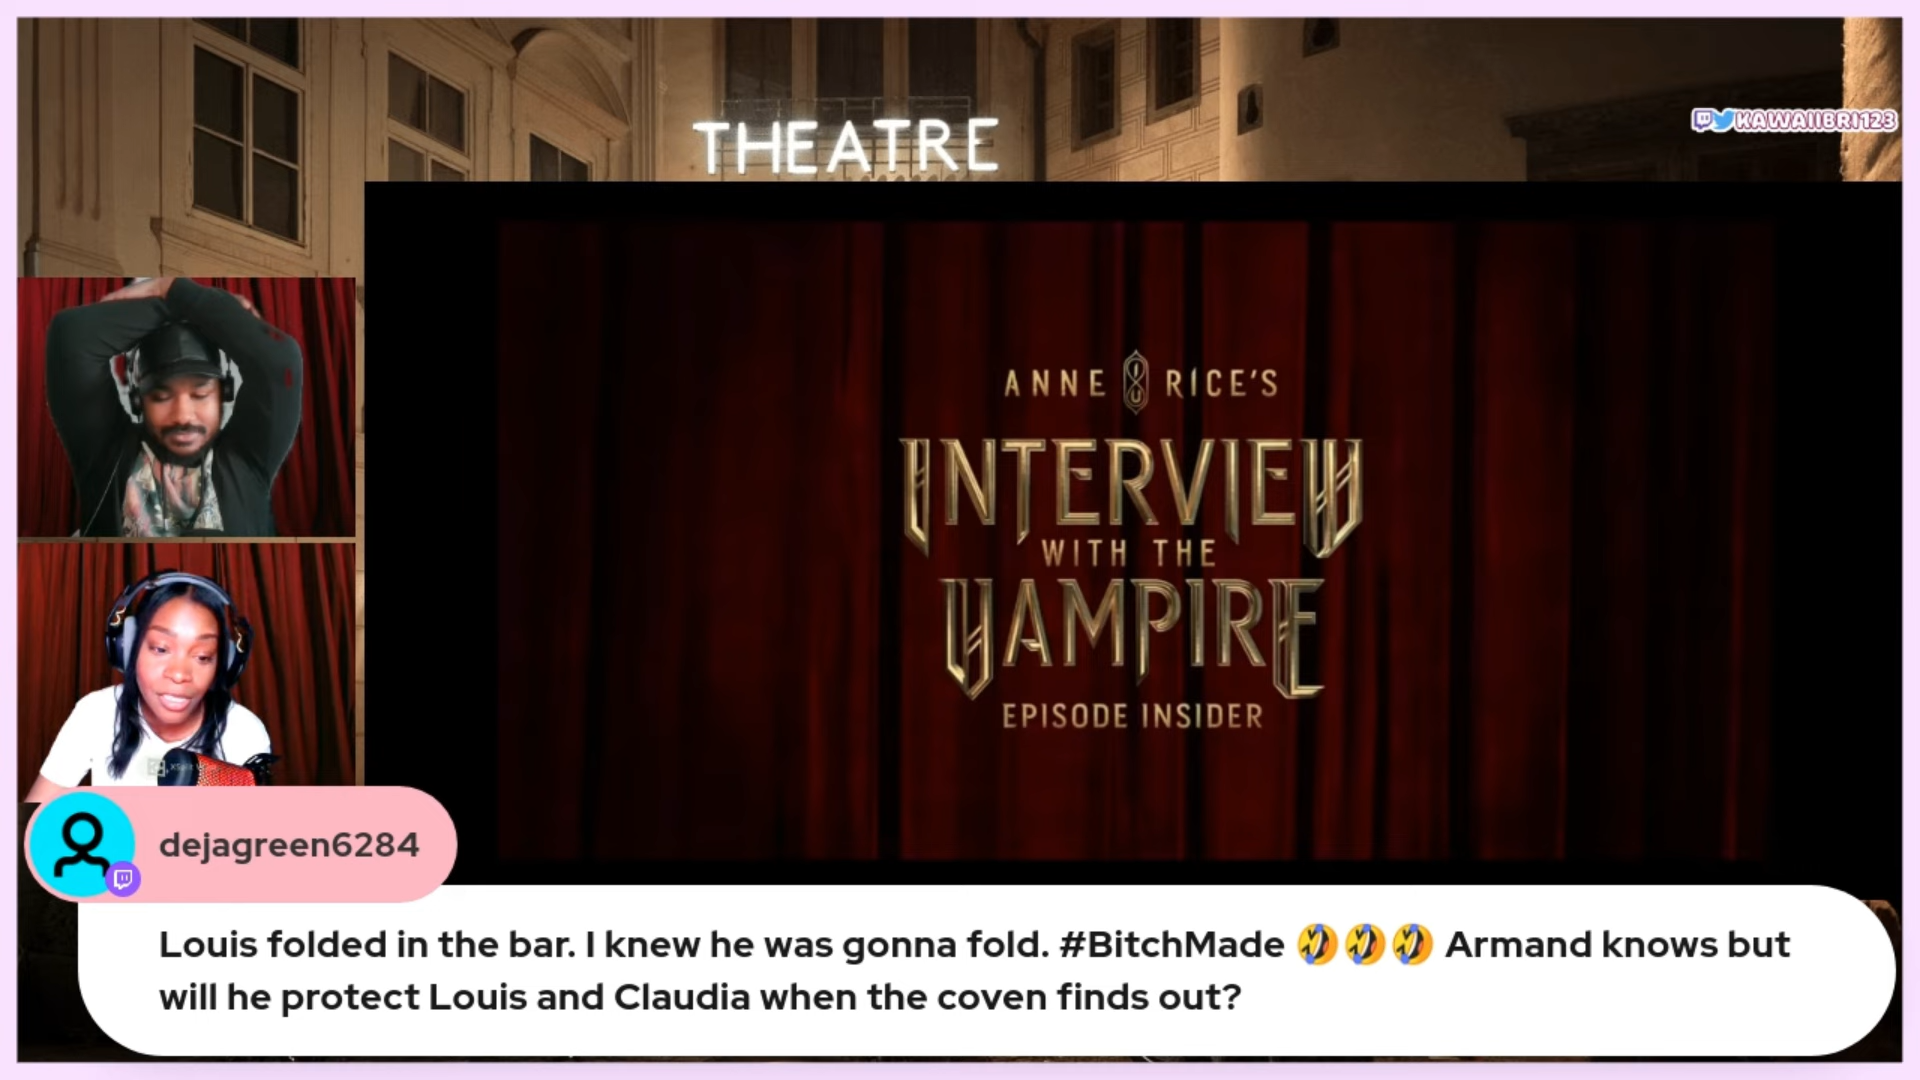 THEATRE
KAWAIIBRI123
ANNE RICE'S
INTERVIEW
WITH THE
VAMPIRE
EPISODE INSIDER
dejagreen6284
Louis folded in the bar. I knew he was gonna fold. #BitchMade 🤣🤣🤣 Armand knows but
will he protect Louis and Claudia when the coven finds out?